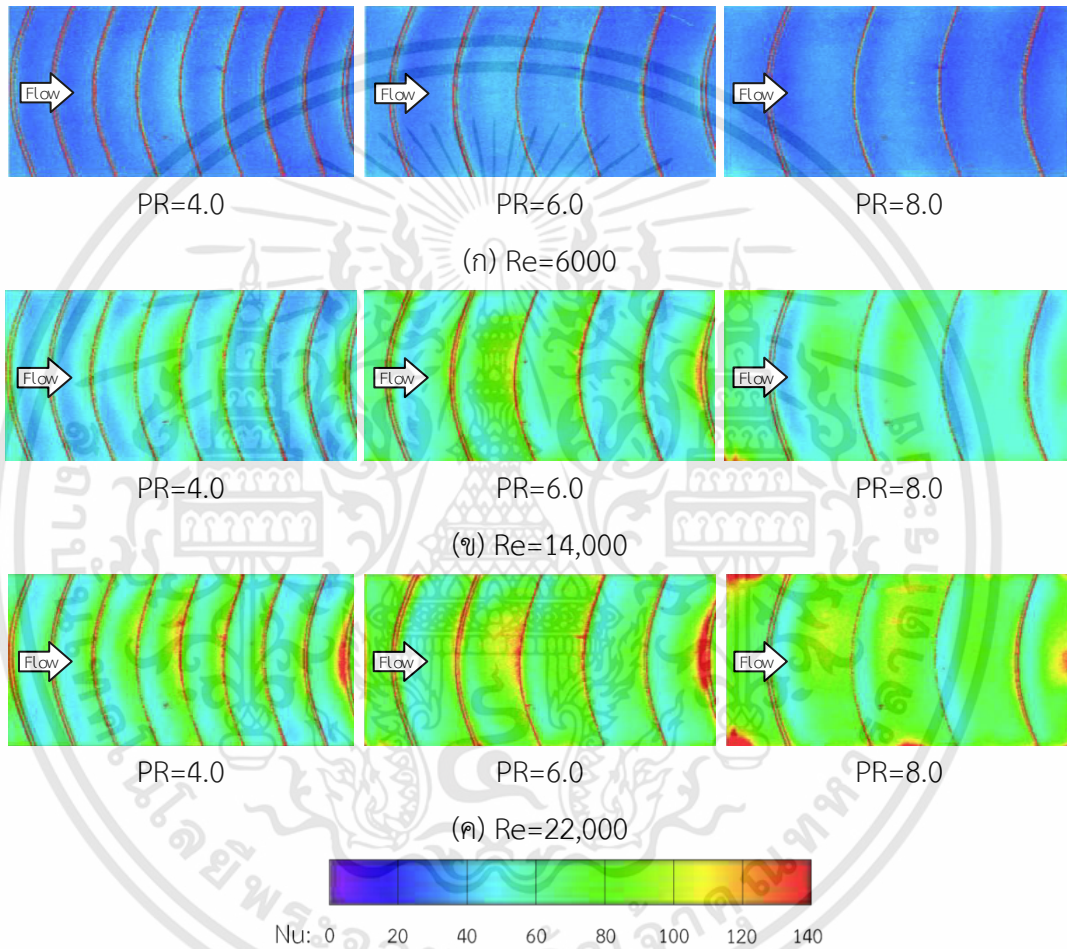 Flow Flow Flow
PR=4.0 PR=6.0 PR=8.0
(ก) Re=6000
Flow Flow Flow
PR=4.0 PR=6.0 PR=8.0
(ข) Re=14,000
Flow Flow Flow
PR=4.0 PR=6.0 PR=8.0
(ค) Re=22,000
Nu: 0 20 40 60 80 100 120 140